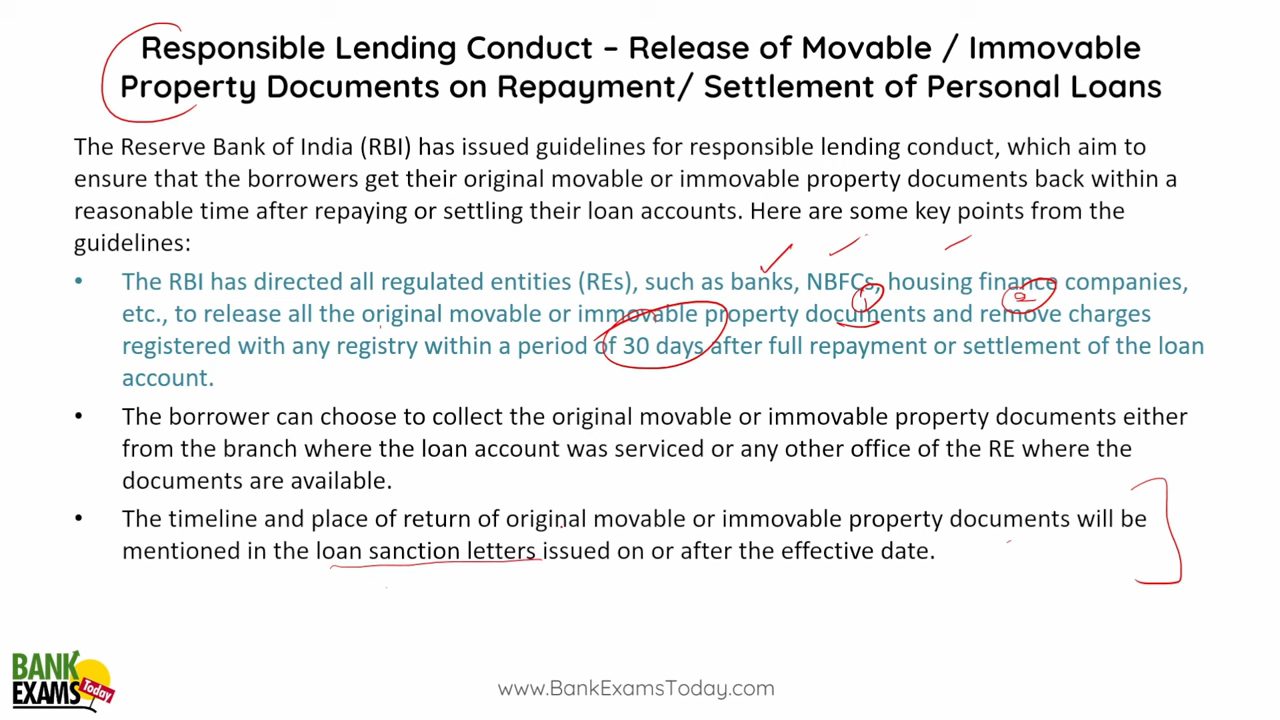 Responsible Lending Conduct – Release of Movable / Immovable
Property Documents on Repayment/ Settlement of Personal Loans
The Reserve Bank of India (RBI) has issued guidelines for responsible lending conduct, which aim to
ensure that the borrowers get their original movable or immovable property documents back within a
reasonable time after repaying or settling their loan accounts. Here are some key points from the
guidelines:
• The RBI has directed all regulated entities (REs), such as banks, NBFCs, housing finance companies,
etc., to release all the original movable or immovable property documents and remove charges
registered with any registry within a period of 30 days after full repayment or settlement of the loan
account.
1 2
• The borrower can choose to collect the original movable or immovable property documents either
from the branch where the loan account was serviced or any other office of the RE where the
documents are available.
• The timeline and place of return of original movable or immovable property documents will be
mentioned in the loan sanction letters issued on or after the effective date.
BANK
EXAMS Today
www.BankExamsToday.com